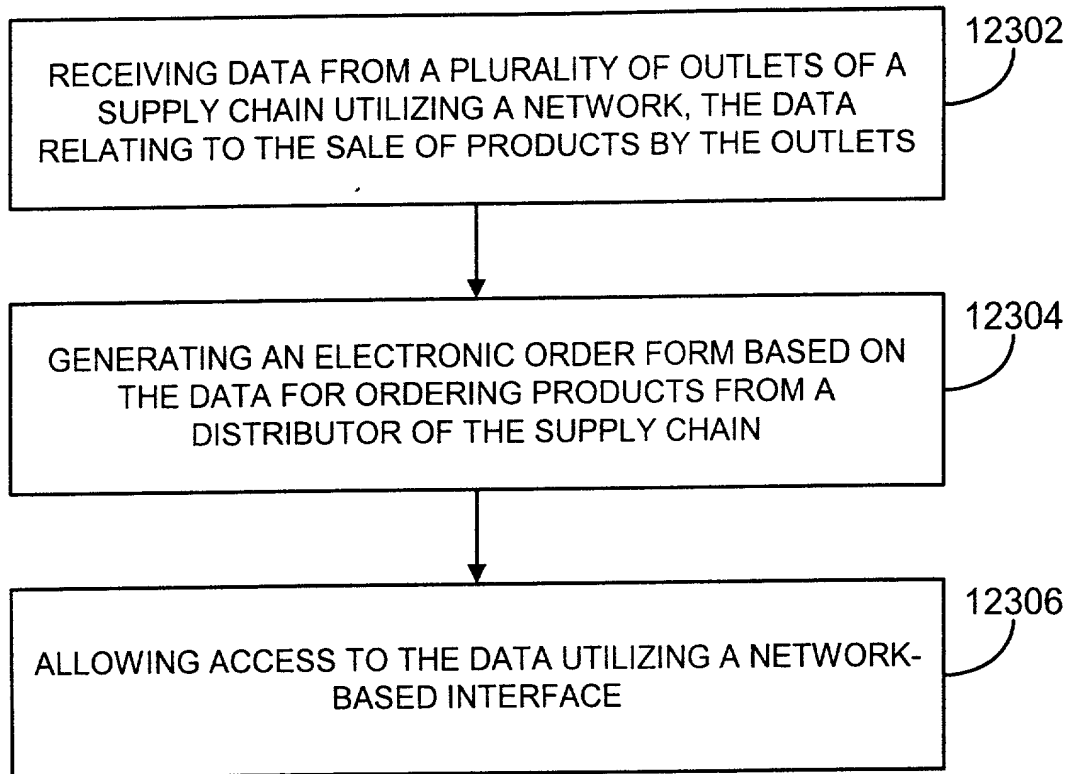 12302
RECEIVING DATA FROM A PLURALITY OF OUTLETS OF A
SUPPLY CHAIN UTILIZING A NETWORK, THE DATA
RELATING TO THE SALE OF PRODUCTS BY THE OUTLETS
12304
GENERATING AN ELECTRONIC ORDER FORM BASED ON
THE DATA FOR ORDERING PRODUCTS FROM A
DISTRIBUTOR OF THE SUPPLY CHAIN
12306
ALLOWING ACCESS TO THE DATA UTILIZING A NETWORK-
BASED INTERFACE